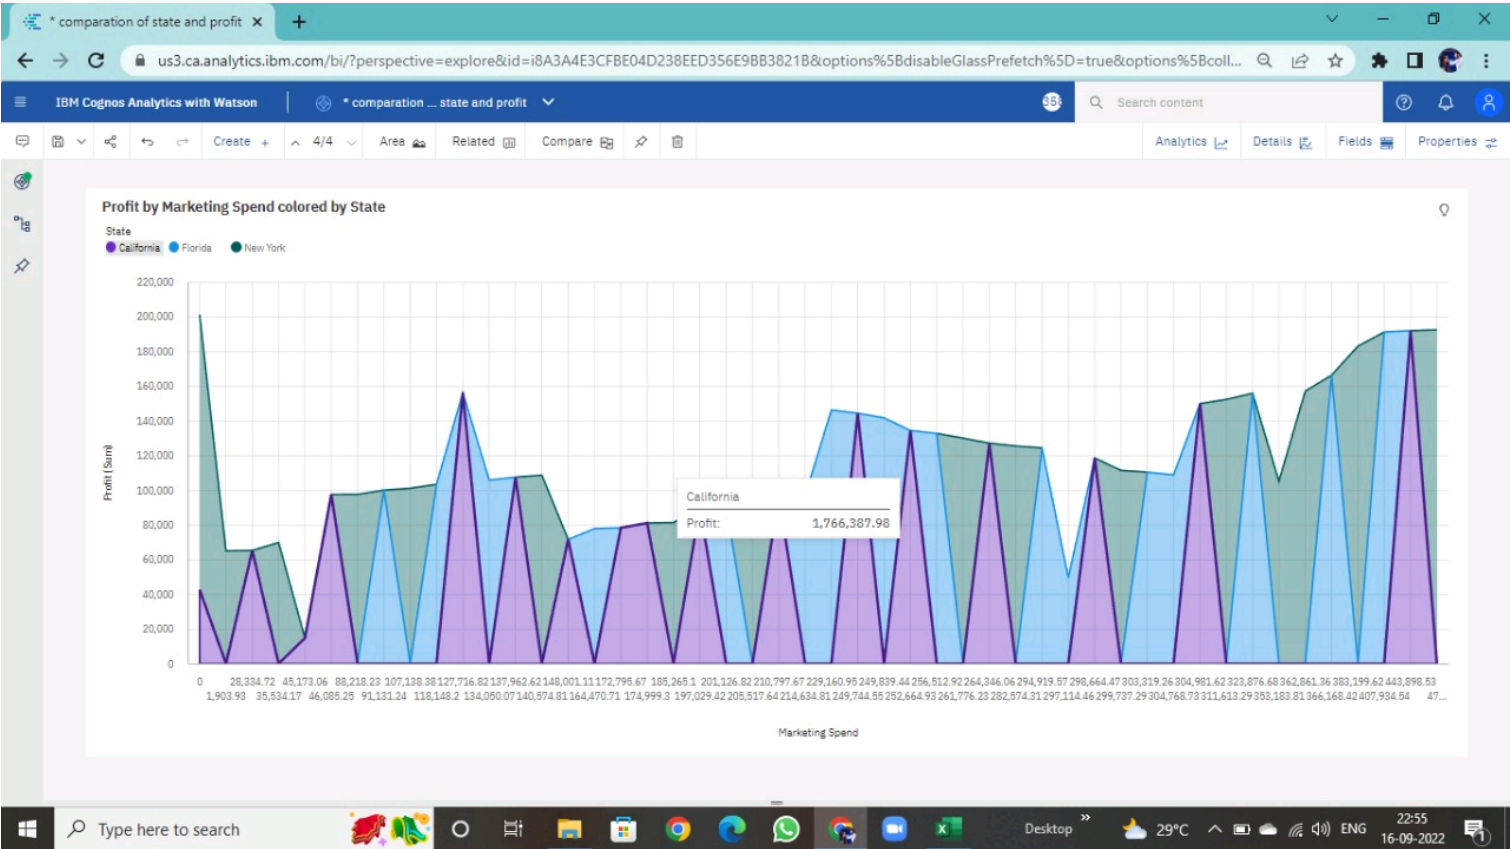 * comparation of state and profit
us3.ca.analytics.ibm.com/bi/?perspective=explore&id=i8A3A4E3CFBE04D238EED356E9BB3821B&options%5BdisableGlassPrefetch%5D=true&options%5Bcoll...
IBM Cognos Analytics with Watson
* comparation ... state and profit
Search content
Create + 4/4 Area Related Compare
Analytics Details Fields Properties
Profit by Marketing Spend colored by State
State
California Florida New York
220,000
200,000
180,000
160,000
140,000
120,000
100,000
80,000
60,000
40,000
20,000
0
Profit (Sum)
California
Profit: 1,766,387.98
0 28,334.72 45,173.06 88,218.23 107,138.38 127,716.82 137,962.62 148,001.11 172,795.67 185,265.1 201,126.82 210,797.67 229,160.95 249,839.44 256,512.92 264,346.06 294,919.57 298,664.47 303,319.26 304,981.62 323,876.68 362,861.36 383,199.62 443,898.53
1,903.93 35,534.17 46,085.25 91,131.24 118,148.2 134,050.07 140,574.81 164,470.71 174,999.3 197,029.42 205,517.64 214,634.81 249,744.55 252,664.93 261,776.23 282,574.31 297,114.46 299,737.29 304,768.73 311,613.29 353,183.81 366,168.42 407,934.54 47...
Marketing Spend
Type here to search
Desktop
29°C
ENG
22:55
16-09-2022